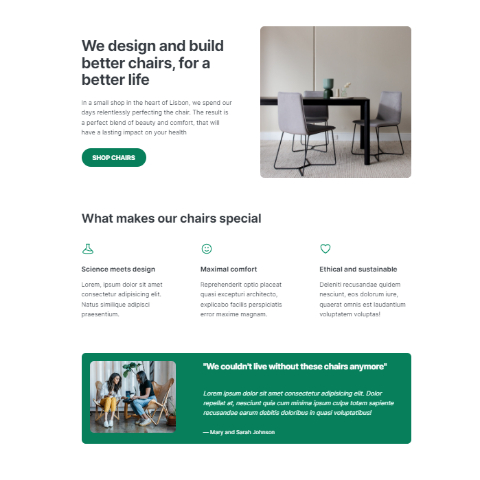 We design and build
better chairs, for a
better life
In a small shop in the heart of Lisbon, we spend our
days relentlessly perfecting the chair. The result is
a perfect blend of beauty and comfort, that will
have a lasting impact on your health
SHOP CHAIRS
What makes our chairs special
Science meets design
Lorem, ipsum dolor sit amet
consectetur adipisicing elit.
Natus similique adipisci
praesentium.
Maximal comfort
Reprehenderit optio placeat
quasi excepturi architecto,
explicabo facilis perspiciatis
error maxime magnam.
Ethical and sustainable
Deleniti recusandae quidem
nesciunt, eos dolorum iure,
quaerat omnis est laudantium
voluptatem voluptas!
"We couldn't live without these chairs anymore"
Lorem ipsum dolor sit amet consectetur adipisicing elit. Dolor
repellat at, nesciunt quia cum minima ipsum culpa totam sapiente
recusandae earum debitis doloribus in quasi voluptatibus!
— Mary and Sarah Johnson